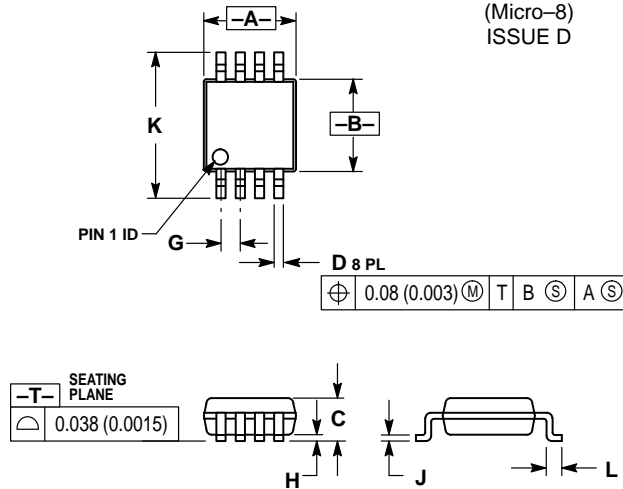 (Micro–8)
ISSUE D
–A–
K
–B–
PIN 1 ID
G
D 8 PL
⌖ 0.08 (0.003) Ⓜ T B Ⓢ A Ⓢ
–T– SEATING
PLANE
⌓ 0.038 (0.0015)
C
H
J
L